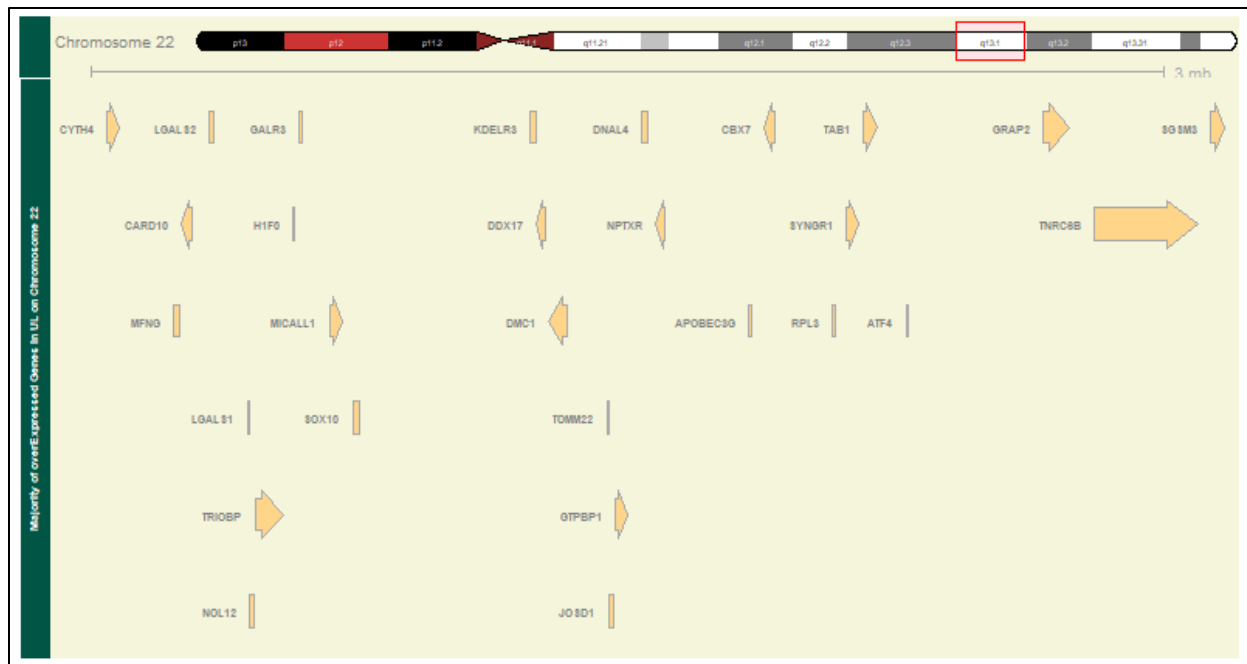 Chromosome 22
p13 p12 p11.2 p11.1 q11.21 q12.1 q12.2 q12.3 q13.1 q13.2 q13.31
3 mb
Majority of overExpressed Genes in UL on Chromosome 22
CYTH4 LGALS2 GALR3 KDELR3 DNAL4 CBX7 TAB1 GRAP2 SGSM3
CARD10 H1F0 DDX17 NPTXR SYNGR1 TNRC6B
MFNG MICALL1 DMC1 APOBEC3G RPL3 ATF4
LGALS1 SOX10 TOMM22
TRIOBP GTPBP1
NOL12 JOSD1